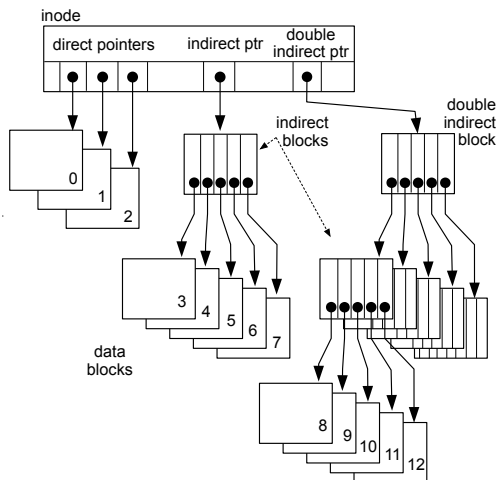 inode
direct pointers
indirect ptr
double
indirect ptr
indirect
blocks
double
indirect
block
0
1
2
3
4
5
6
7
data
blocks
8
9
10
11
12